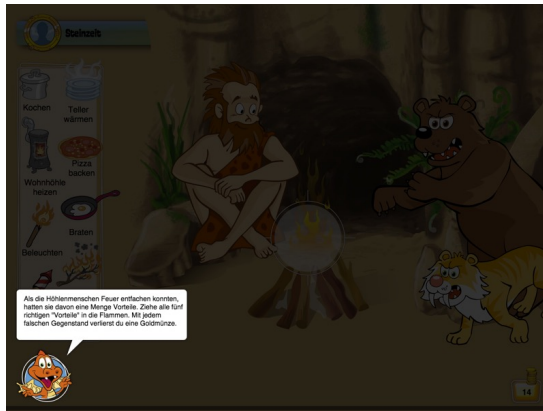 Steinzeit
Kochen
Teller
wärmen
Wohnhöhle
heizen
Pizza
backen
Beleuchten
Braten
Als die Höhlenmenschen Feuer entfachen konnten,
hatten sie davon eine Menge Vorteile. Ziehe alle fünf
richtigen "Vorteile" in die Flammen. Mit jedem
falschen Gegenstand verlierst du eine Goldmünze.
14